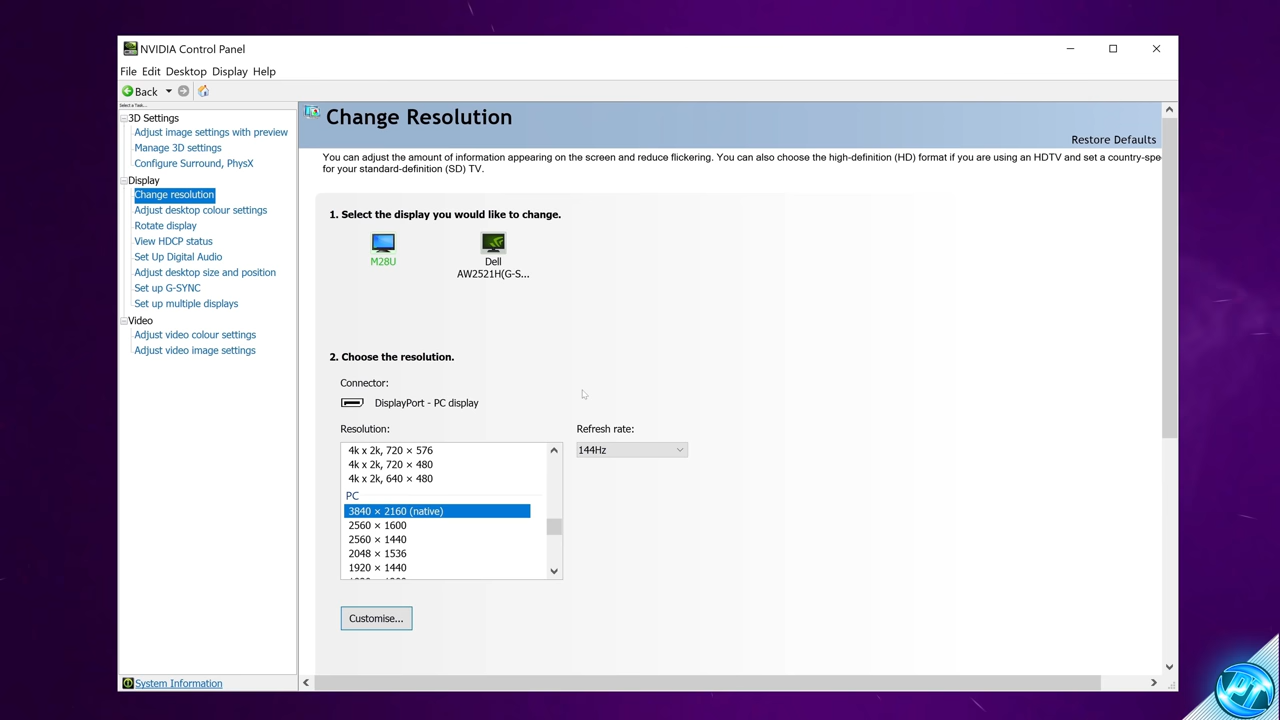 NVIDIA Control Panel
File Edit Desktop Display Help
Back
Select a Task...
3D Settings
Adjust image settings with preview
Manage 3D settings
Configure Surround, PhysX
Display
Change resolution
Adjust desktop colour settings
Rotate display
View HDCP status
Set Up Digital Audio
Adjust desktop size and position
Set up G-SYNC
Set up multiple displays
Video
Adjust video colour settings
Adjust video image settings
System Information
Change Resolution
Restore Defaults
You can adjust the amount of information appearing on the screen and reduce flickering. You can also choose the high-definition (HD) format if you are using an HDTV and set a country-spe
for your standard-definition (SD) TV.
1. Select the display you would like to change.
M28U
Dell
AW2521H(G-S...
2. Choose the resolution.
Connector:
DisplayPort - PC display
Resolution:
Refresh rate:
144Hz
4k x 2k, 720 × 576
4k x 2k, 720 × 480
4k x 2k, 640 × 480
PC
3840 × 2160 (native)
2560 × 1600
2560 × 1440
2048 × 1536
1920 × 1440
Customise...
PT